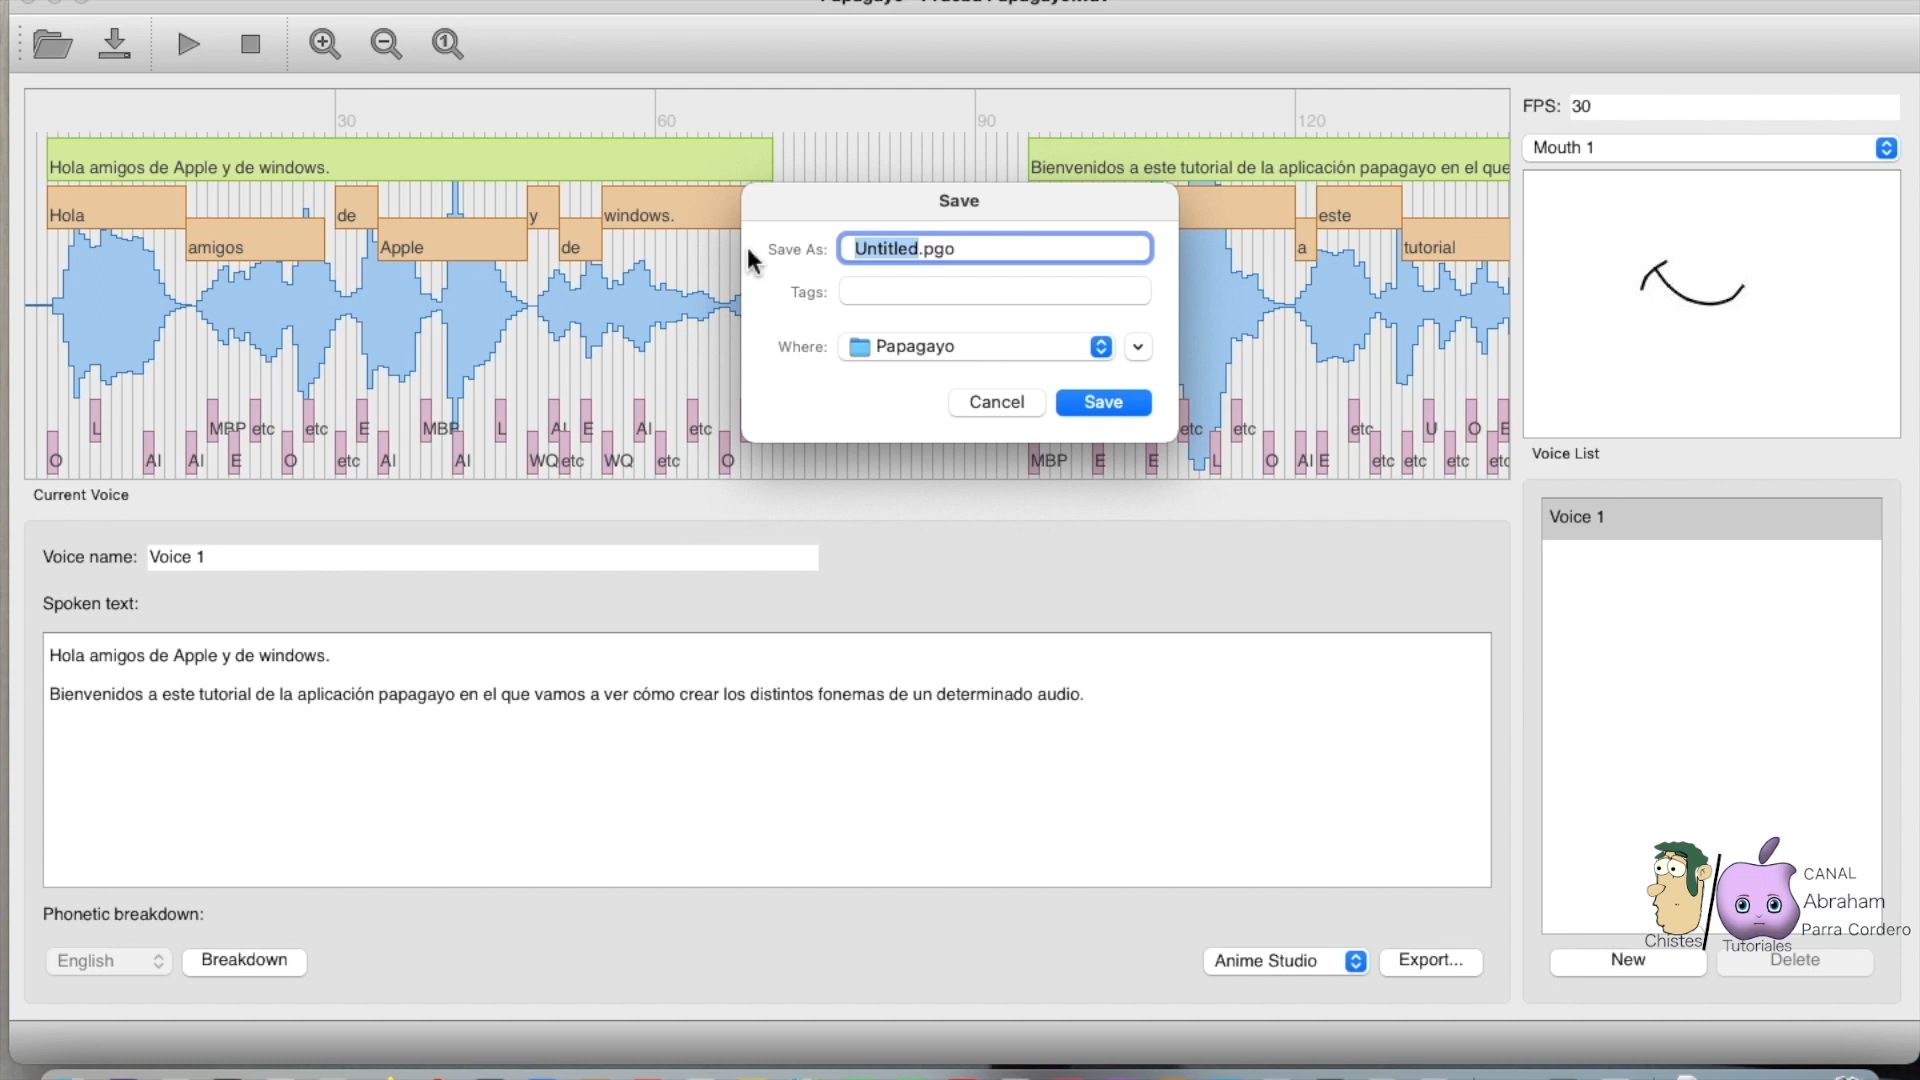 30
60
90
120
Hola amigos de Apple y de windows.
Bienvenidos a este tutorial de la aplicación papagayo en el que
Hola
de
y
windows.
este
amigos
Apple
de
a
tutorial
L
MBP
etc
etc
E
MBP
L
AI
E
AI
etc
etc
etc
etc
U
O
E
O
AI
AI
E
O
etc
AI
AI
WQ
etc
WQ
etc
O
MBP
E
E
L
O
AI
E
etc
etc
etc
etc
Save
Save As: Untitled.pgo
Tags:
Where: Papagayo
Cancel
Save
FPS: 30
Mouth 1
Voice List
Voice 1
Current Voice
Voice name: Voice 1
Spoken text:
Hola amigos de Apple y de windows.
Bienvenidos a este tutorial de la aplicación papagayo en el que vamos a ver cómo crear los distintos fonemas de un determinado audio.
Phonetic breakdown:
English
Breakdown
Anime Studio
Export...
New
Delete
CANAL
Abraham
Parra Cordero
Chistes
Tutoriales